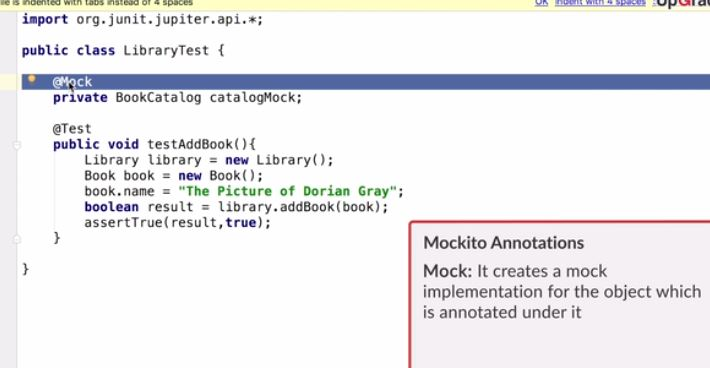 ile is indented with tabs instead of 4 spaces OK Indent with 4 spaces UpGra
import org.junit.jupiter.api.*;
public class LibraryTest {
@Mock
private BookCatalog catalogMock;
@Test
public void testAddBook(){
Library library = new Library();
Book book = new Book();
book.name = "The Picture of Dorian Gray";
boolean result = library.addBook(book);
assertTrue(result,true);
}
}
Mockito Annotations
Mock: It creates a mock
implementation for the object which
is annotated under it